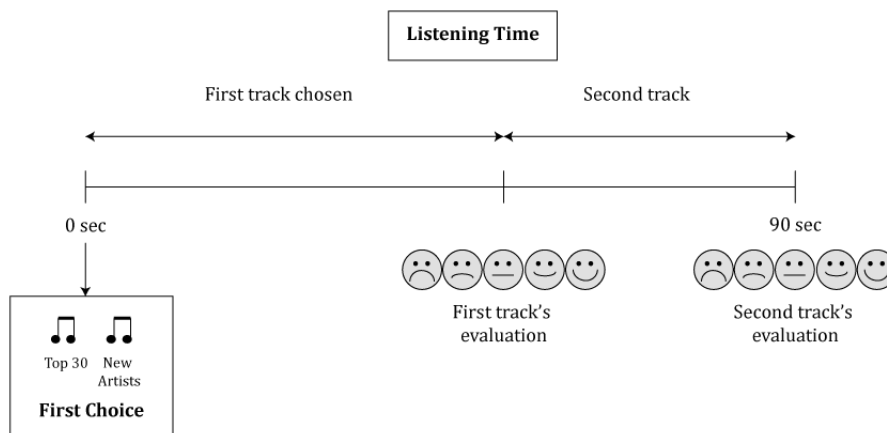 Listening Time
First track chosen
Second track
0 sec
90 sec
First track's
evaluation
Second track's
evaluation
Top 30
New
Artists
First Choice